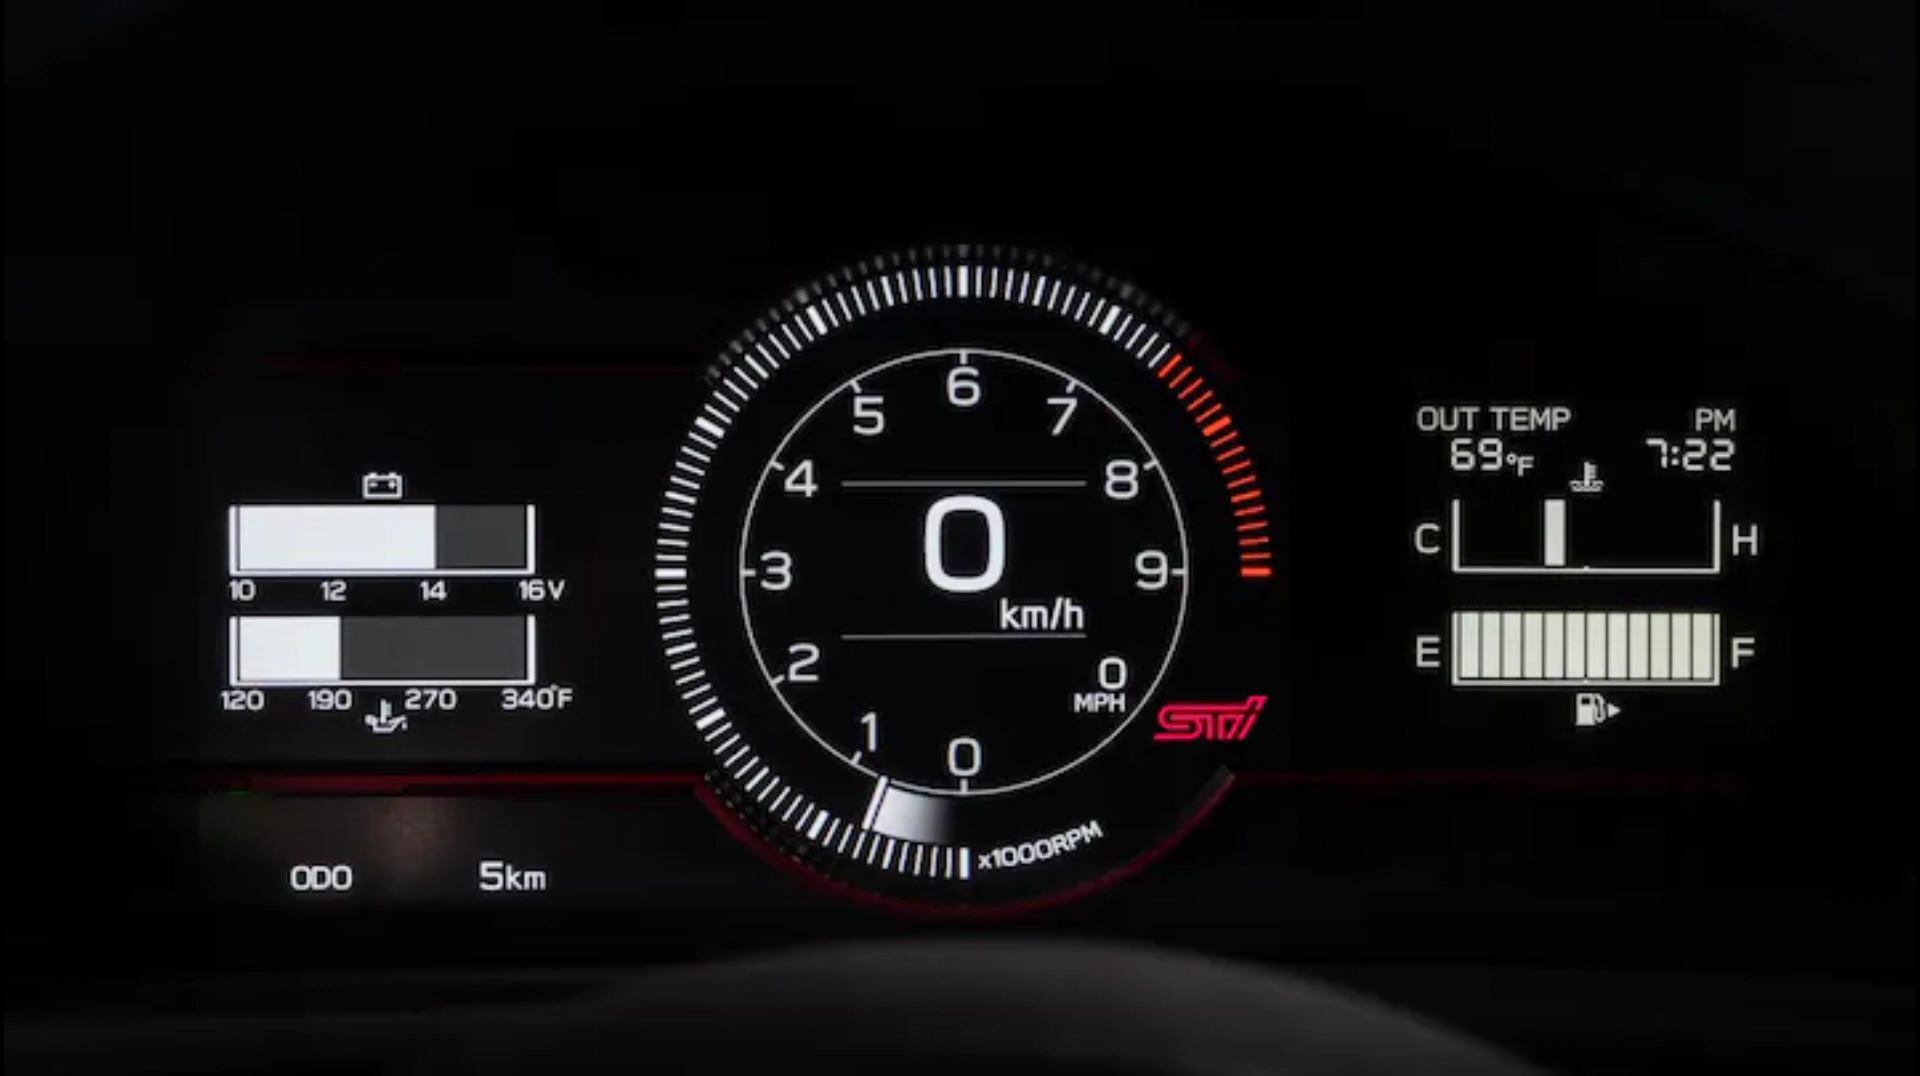 10 12 14 16V
120 190 270 340°F
ODO 5km
6
5 7
4 8
0
3 9
km/h
2 0
MPH
1 0
x1000RPM
STI
OUT TEMP PM
69°F 7:22
C H
E F